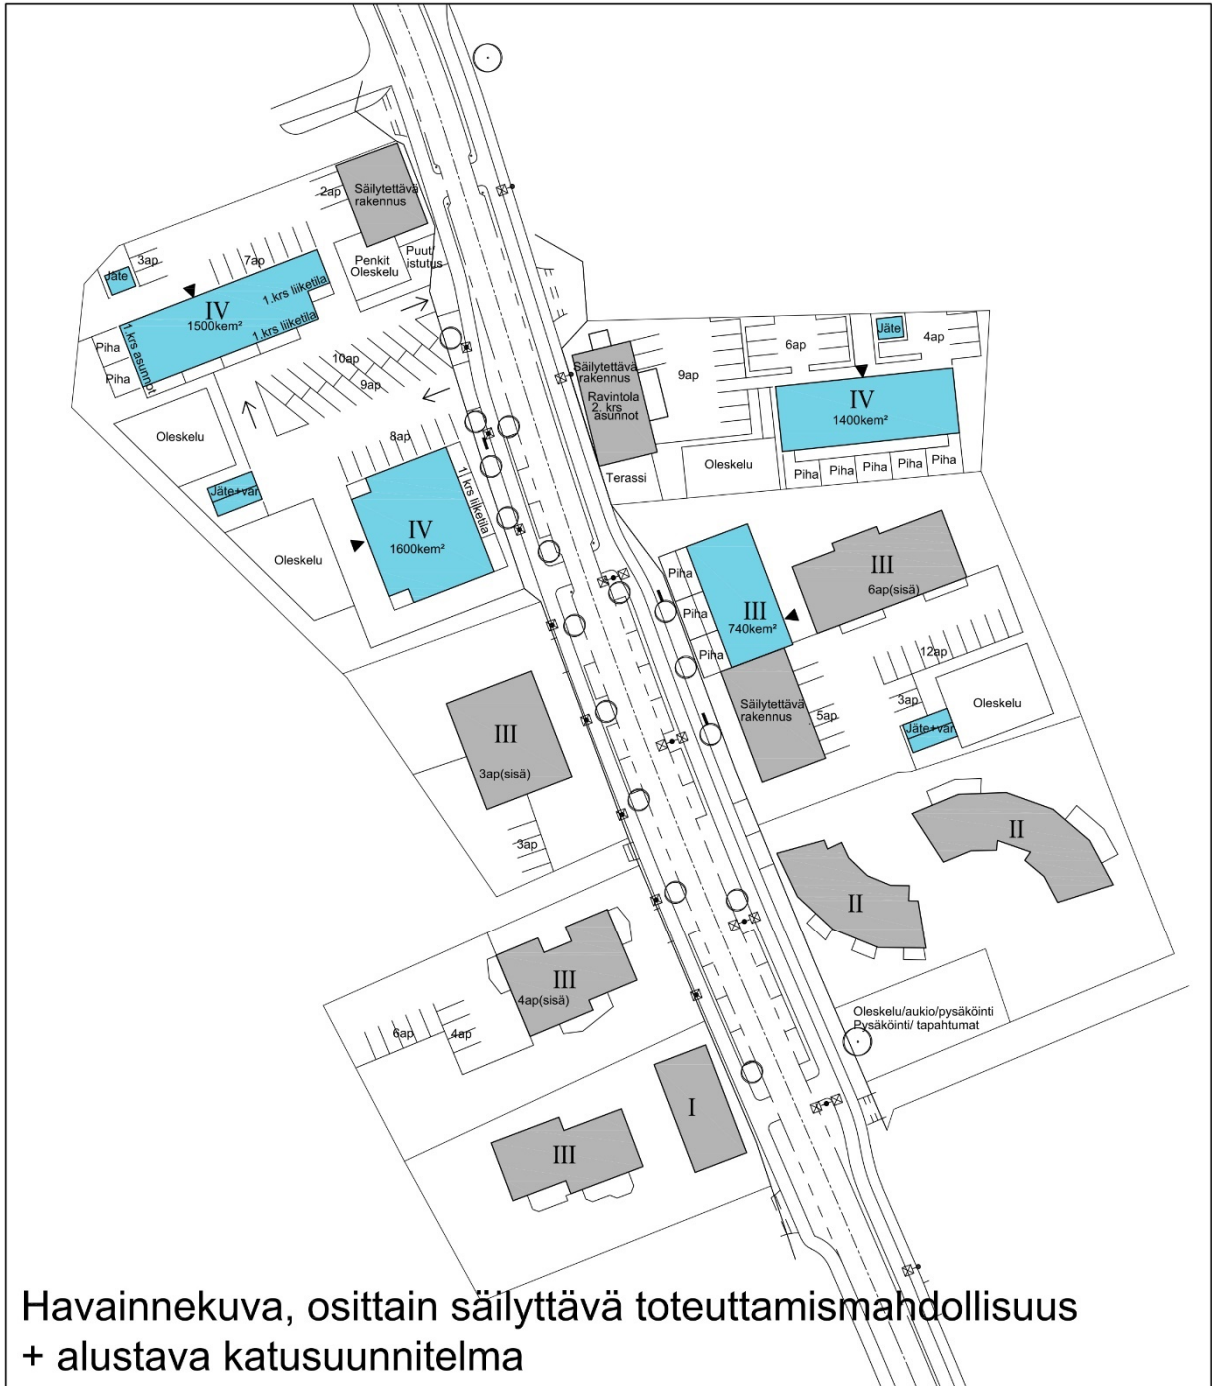 2ap
Säilytettävä
rakennus
Puut/
istutus
Penkit
Oleskelu
3ap
Jäte
7ap
1.krs liiketila
IV
1500kem²
1.krs liiketila
1.krs asunnot
Piha
Piha
10ap
9ap
Oleskelu
8ap
Jäte+var
1. krs liiketila
IV
1600kem²
Oleskelu
Säilytettävä
rakennus
Ravintola
2. krs
asunnot
9ap
6ap
Jäte
4ap
IV
1400kem²
Terassi
Oleskelu
Piha
Piha
Piha
Piha
Piha
Piha
Piha
Piha
III
740kem²
III
6ap(sisä)
12ap
Säilytettävä
rakennus
5ap
3ap
Jäte+var
Oleskelu
III
3ap(sisä)
3ap
II
II
III
4ap(sisä)
6ap
4ap
Oleskelu/aukio/pysäköinti
Pysäköinti/ tapahtumat
I
III
Havainnekuva, osittain säilyttävä toteuttamismahdollisuus
+ alustava katusuunnitelma